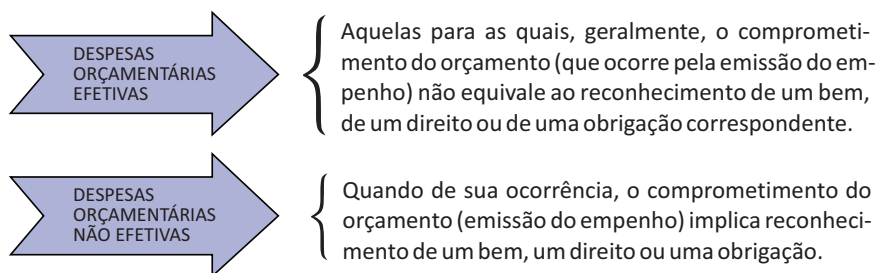 DESPESAS
ORÇAMENTÁRIAS
EFETIVAS
Aquelas para as quais, geralmente, o comprometi-
mento do orçamento (que ocorre pela emissão do em-
penho) não equivale ao reconhecimento de um bem,
de um direito ou de uma obrigação correspondente.
DESPESAS
ORÇAMENTÁRIAS
NÃO EFETIVAS
Quando de sua ocorrência, o comprometimento do
orçamento (emissão do empenho) implica reconheci-
mento de um bem, um direito ou uma obrigação.